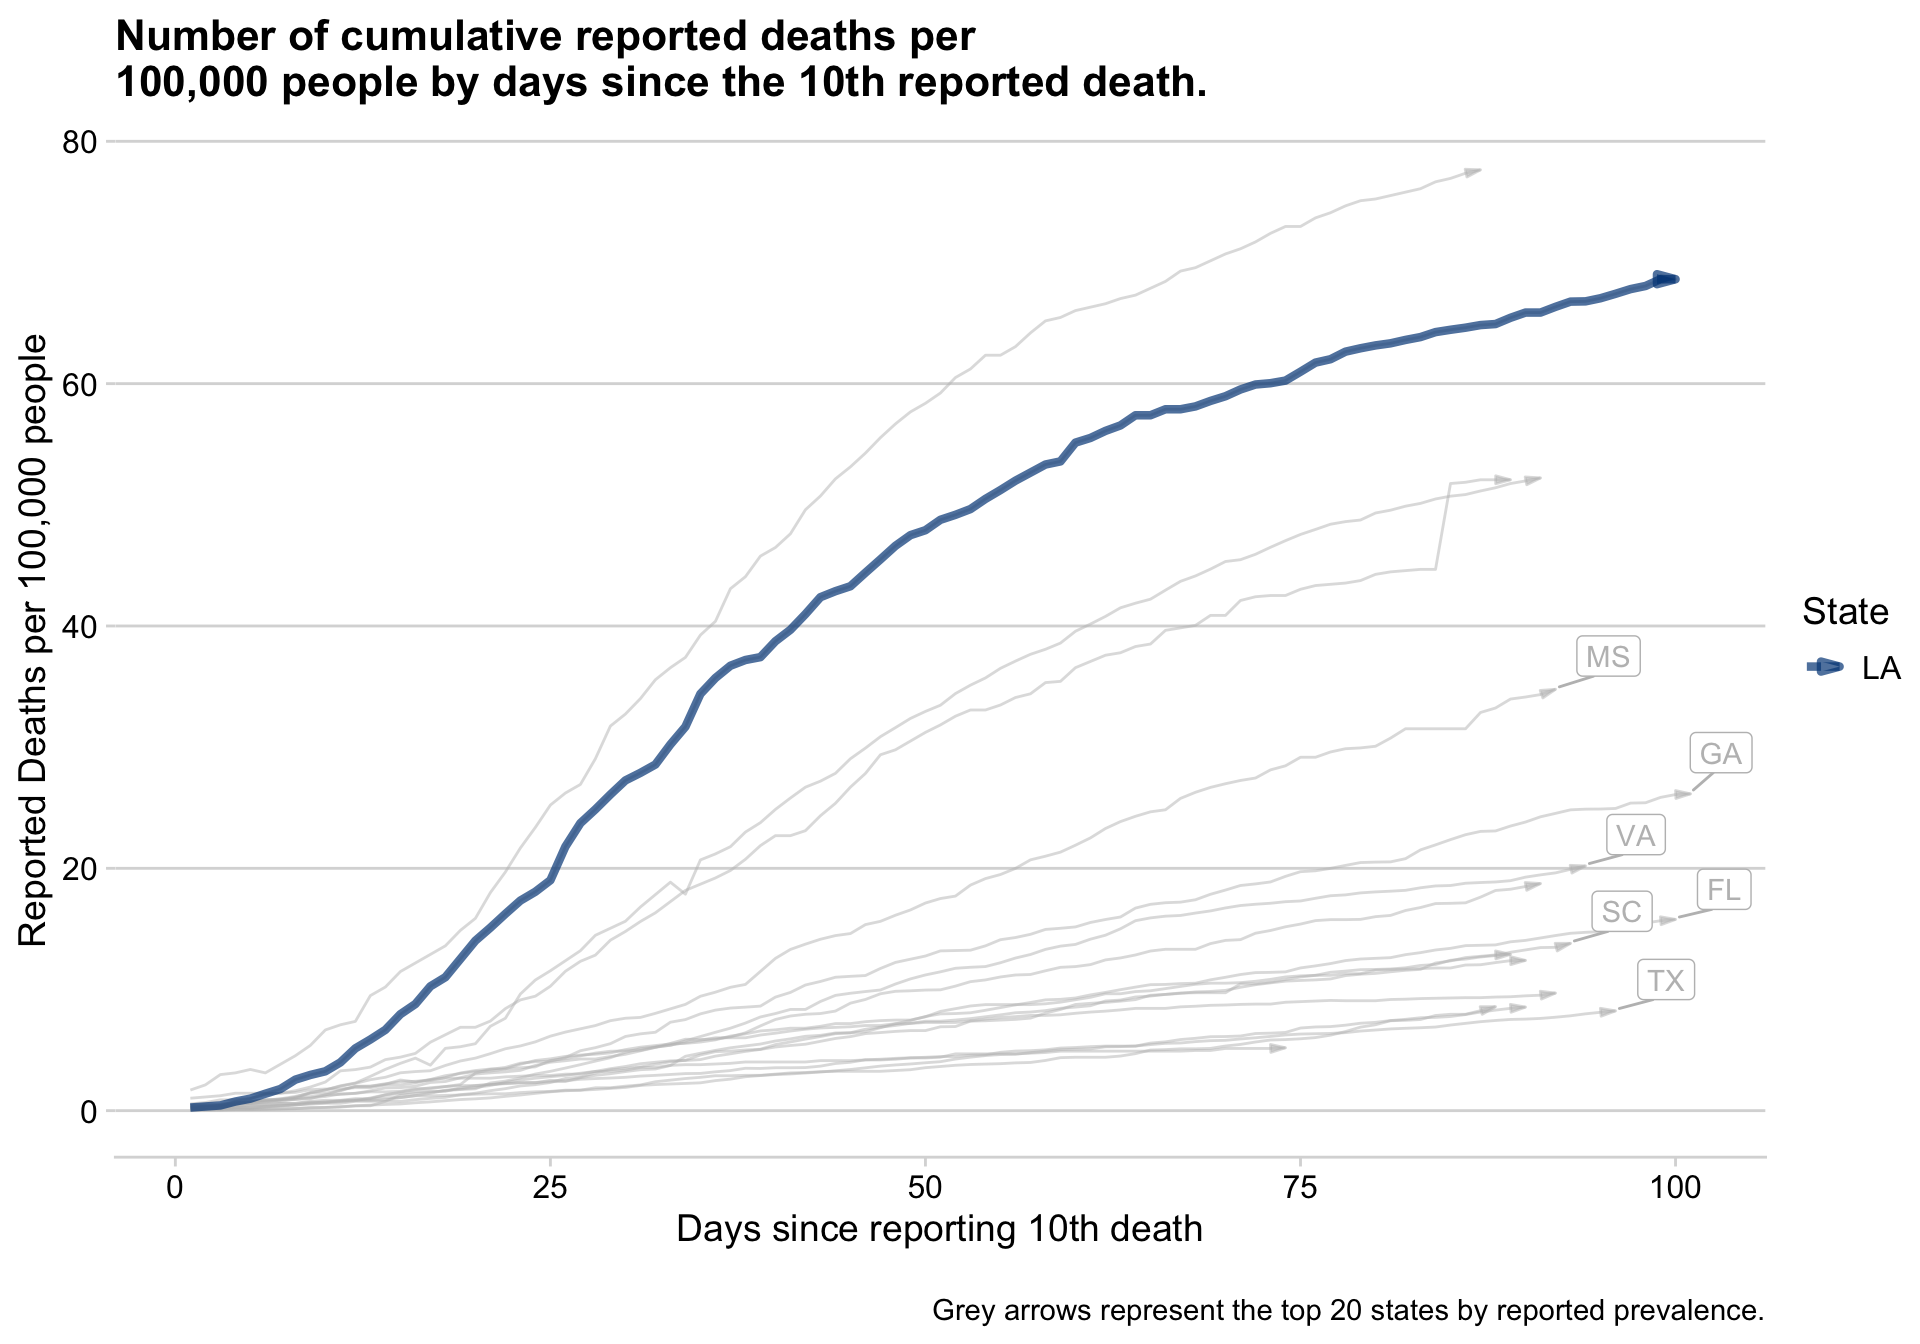 Number of cumulative reported deaths per
100,000 people by days since the 10th reported death.
Reported Deaths per 100,000 people
80
60
40
20
0
MS
GA
VA
FL
SC
TX
State
LA
0 25 50 75 100
Days since reporting 10th death
Grey arrows represent the top 20 states by reported prevalence.